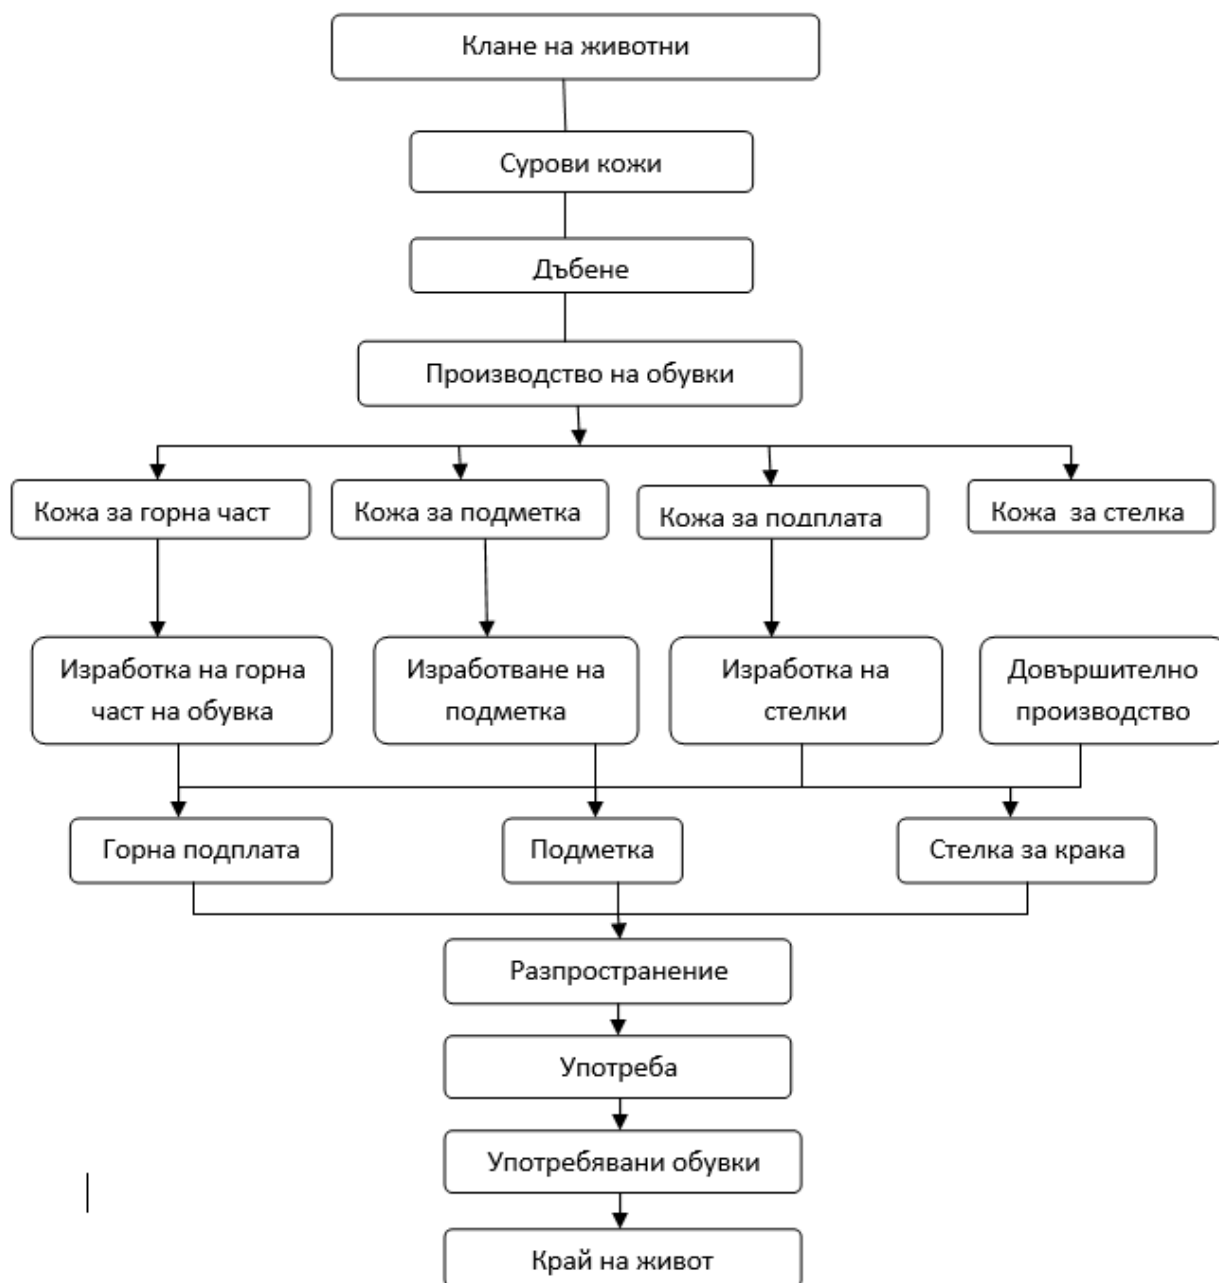 Клане на животни
Сурови кожи
Дъбене
Производство на обувки
Кожа за горна част
Кожа за подметка
Кожа за подплата
Кожа за стелка
Изработка на горна
част на обувка
Изработване на
подметка
Изработка на
стелки
Довършително
производство
Горна подплата
Подметка
Стелка за крака
Разпространение
Употреба
Употребявани обувки
Край на живот